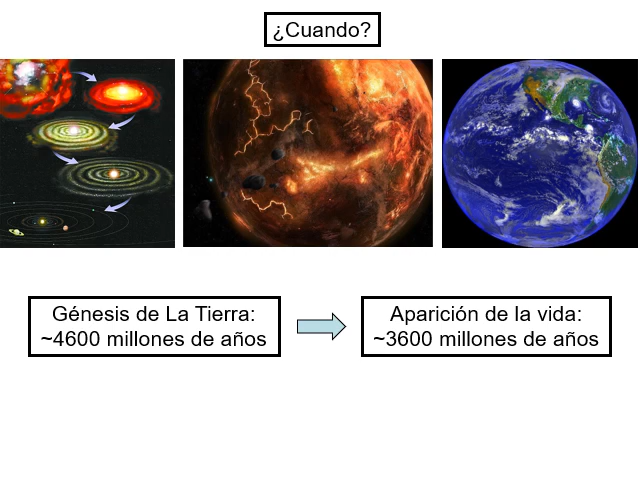 ¿Cuando?
Génesis de La Tierra:
~4600 millones de años
Aparición de la vida:
~3600 millones de años